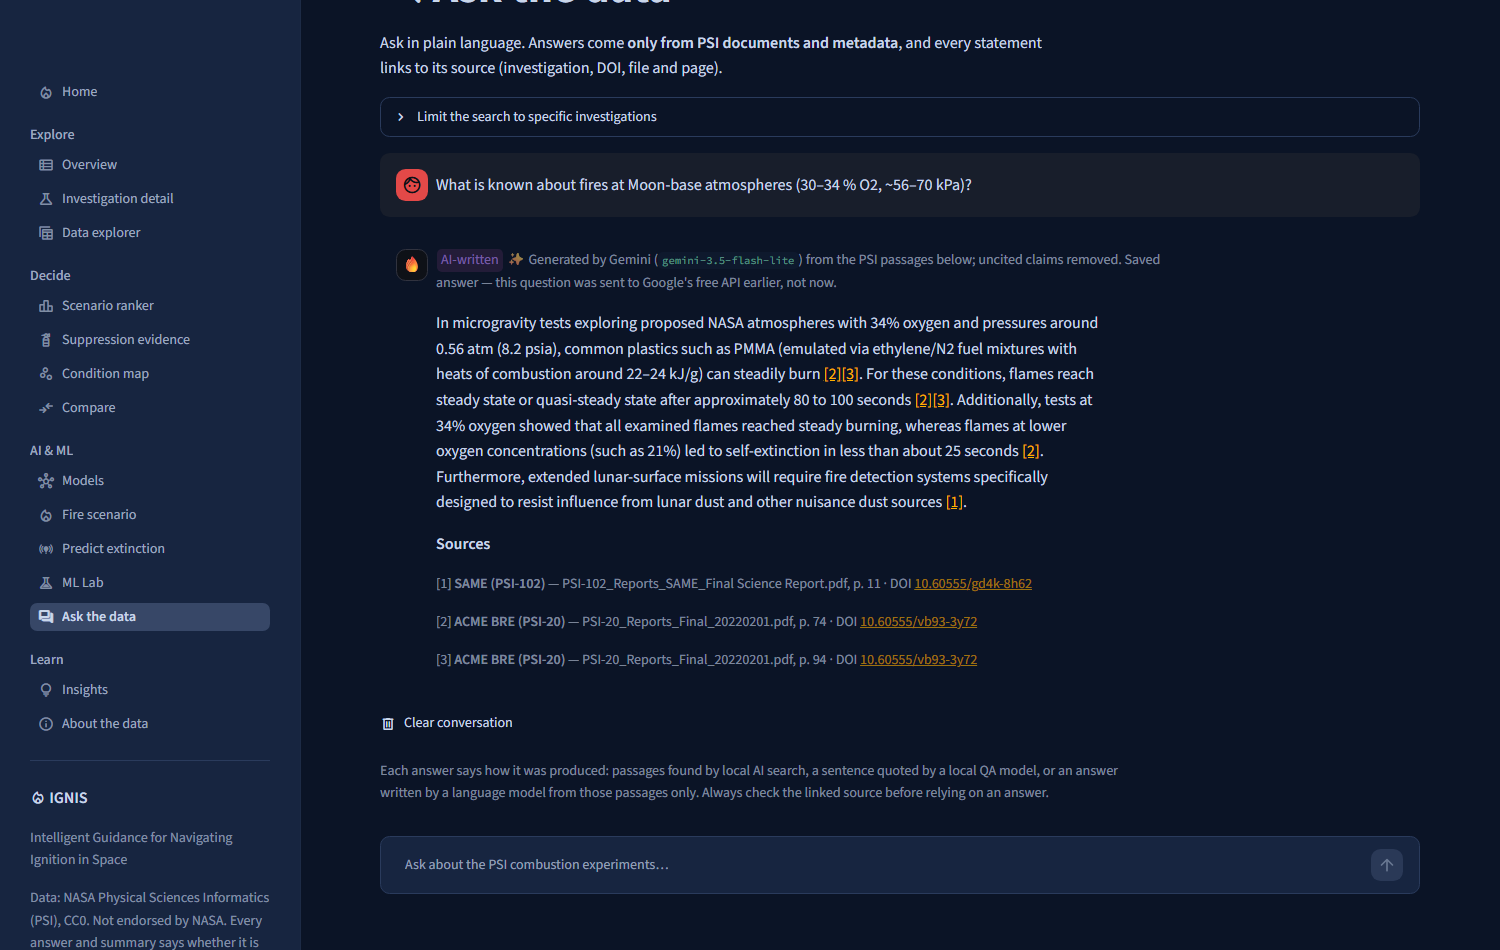 Home
Explore
Overview
Investigation detail
Data explorer
Decide
Scenario ranker
Suppression evidence
Condition map
Compare
AI & ML
Models
Fire scenario
Predict extinction
ML Lab
Ask the data
Learn
Insights
About the data
IGNIS
Intelligent Guidance for Navigating
Ignition in Space
Data: NASA Physical Sciences Informatics
(PSI), CC0. Not endorsed by NASA. Every
answer and summary says whether it is
Ask the data
Ask in plain language. Answers come only from PSI documents and metadata, and every statement
links to its source (investigation, DOI, file and page).
Limit the search to specific investigations
What is known about fires at Moon-base atmospheres (30–34 % O2, ~56–70 kPa)?
AI-written ✨ Generated by Gemini ( gemini-3.5-flash-lite ) from the PSI passages below; uncited claims removed. Saved
answer — this question was sent to Google's free API earlier, not now.
In microgravity tests exploring proposed NASA atmospheres with 34% oxygen and pressures around
0.56 atm (8.2 psia), common plastics such as PMMA (emulated via ethylene/N2 fuel mixtures with
heats of combustion around 22–24 kJ/g) can steadily burn [2][3]. For these conditions, flames reach
steady state or quasi-steady state after approximately 80 to 100 seconds [2][3]. Additionally, tests at
34% oxygen showed that all examined flames reached steady burning, whereas flames at lower
oxygen concentrations (such as 21%) led to self-extinction in less than about 25 seconds [2].
Furthermore, extended lunar-surface missions will require fire detection systems specifically
designed to resist influence from lunar dust and other nuisance dust sources [1].
Sources
[1] SAME (PSI-102) — PSI-102_Reports_SAME_Final Science Report.pdf, p. 11 · DOI 10.60555/gd4k-8h62
[2] ACME BRE (PSI-20) — PSI-20_Reports_Final_20220201.pdf, p. 74 · DOI 10.60555/vb93-3y72
[3] ACME BRE (PSI-20) — PSI-20_Reports_Final_20220201.pdf, p. 94 · DOI 10.60555/vb93-3y72
Clear conversation
Each answer says how it was produced: passages found by local AI search, a sentence quoted by a local QA model, or an answer
written by a language model from those passages only. Always check the linked source before relying on an answer.
Ask about the PSI combustion experiments…